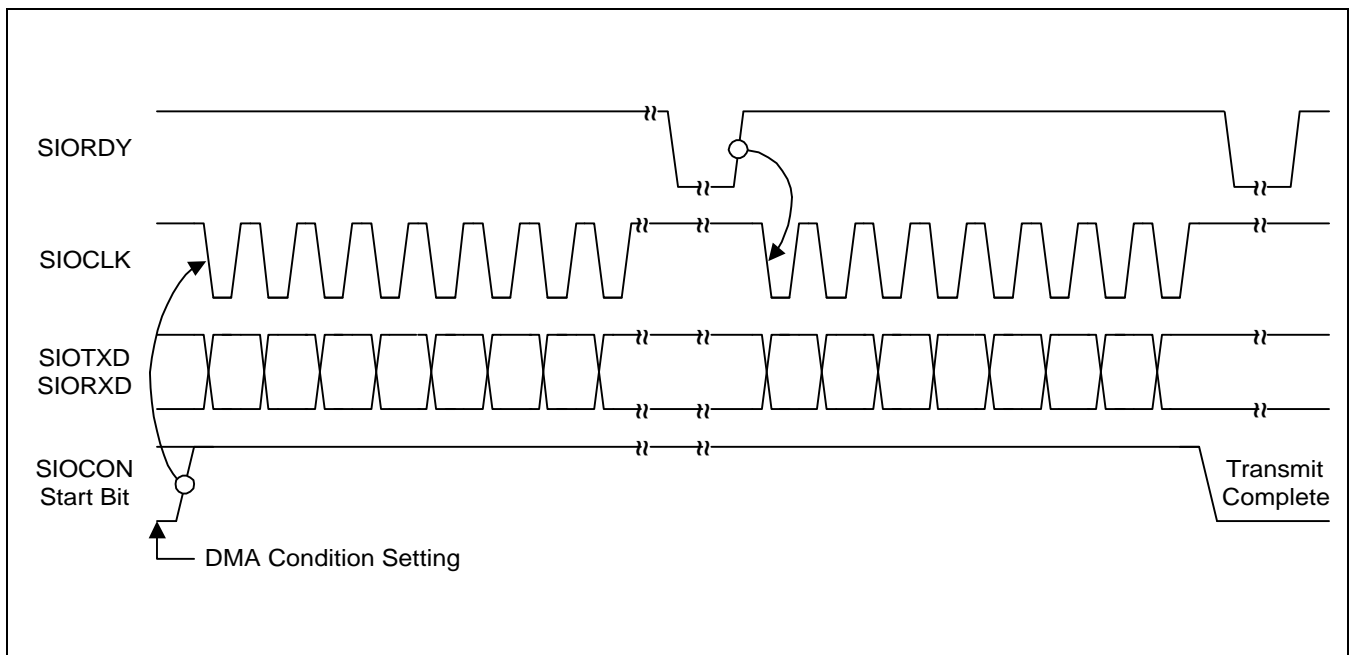 SIORDY
SIOCLK
SIOTXD
SIORXD
SIOCON
Start Bit
Transmit
Complete
DMA Condition Setting